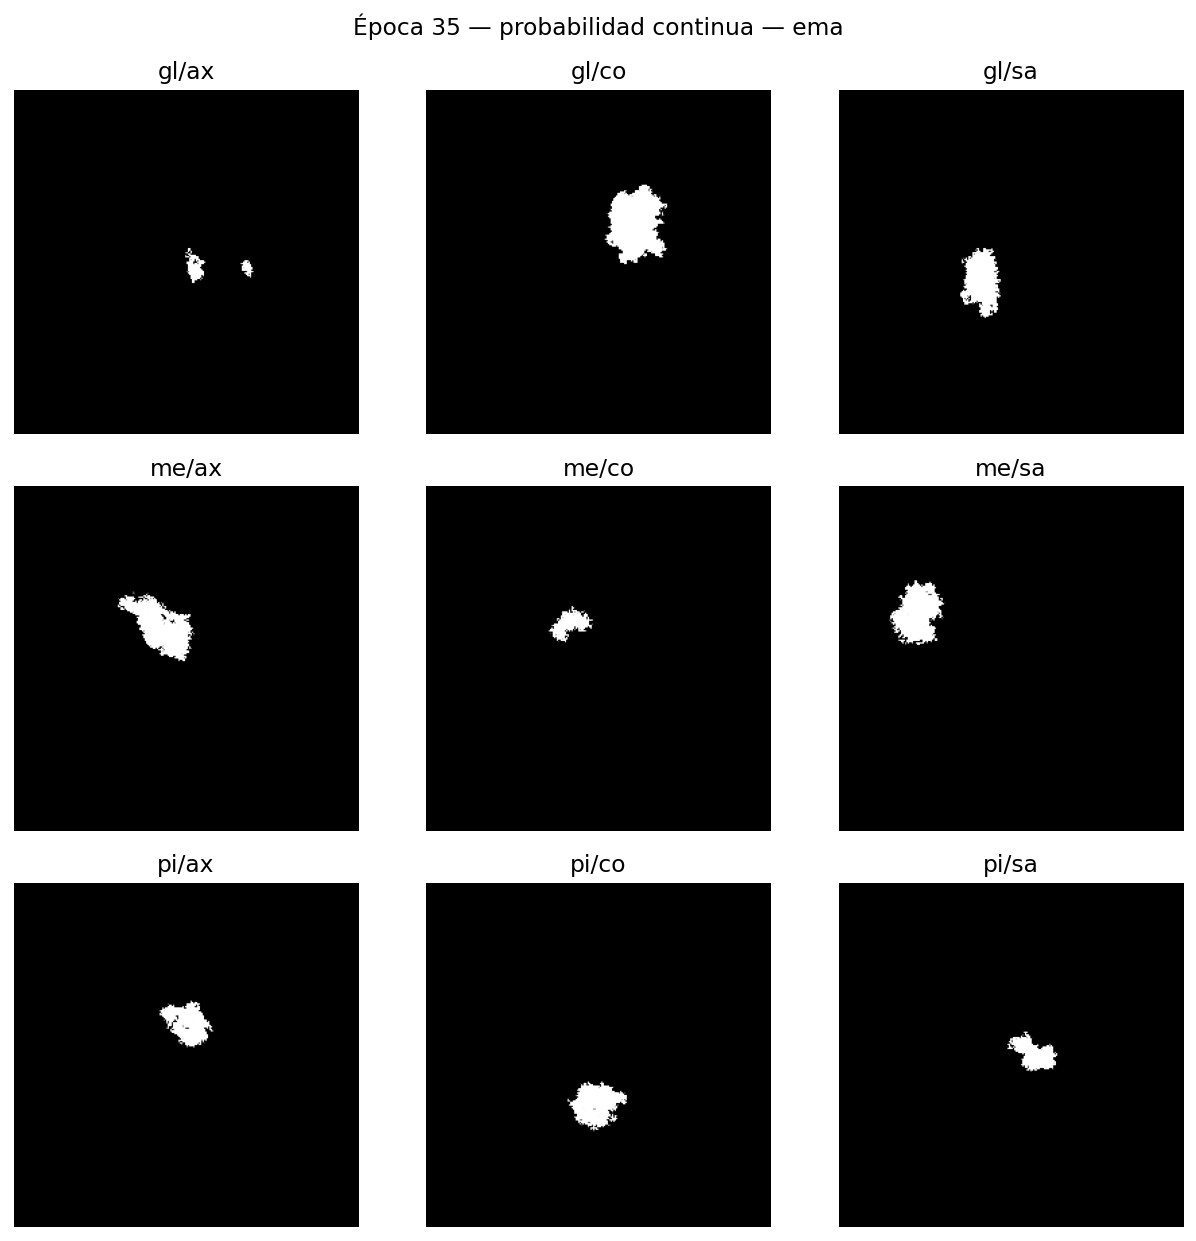 Época 35 — probabilidad continua — ema
gl/ax
gl/co
gl/sa
me/ax
me/co
me/sa
pi/ax
pi/co
pi/sa